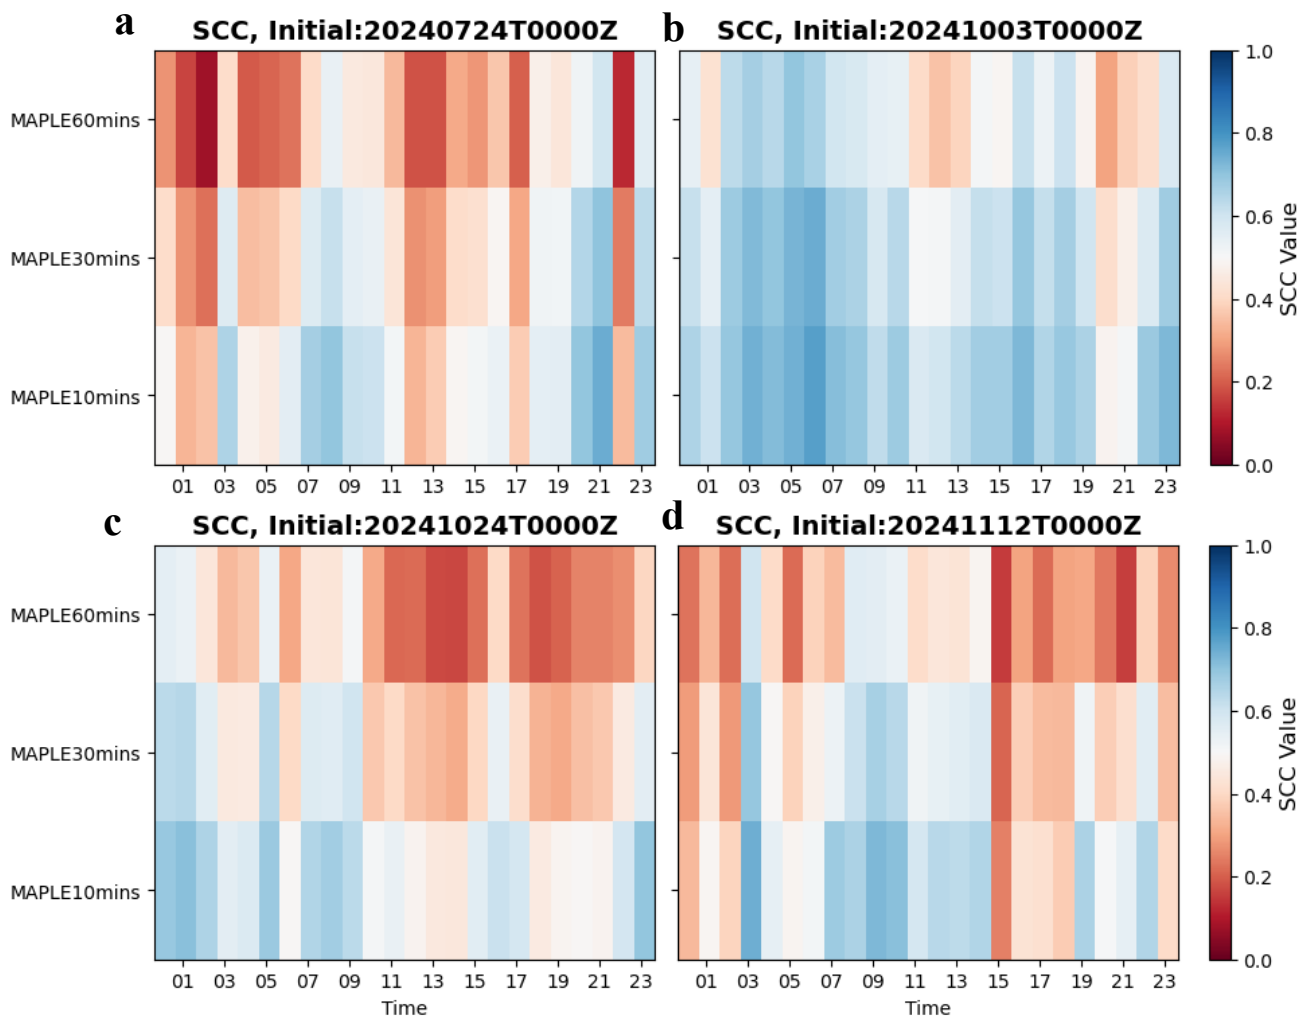 a
SCC, Initial:20240724T0000Z
b
SCC, Initial:20241003T0000Z
MAPLE60mins
MAPLE30mins
MAPLE10mins
01 03 05 07 09 11 13 15 17 19 21 23
01 03 05 07 09 11 13 15 17 19 21 23
1.0
0.8
0.6
0.4
0.2
0.0
SCC Value
c
SCC, Initial:20241024T0000Z
d
SCC, Initial:20241112T0000Z
MAPLE60mins
MAPLE30mins
MAPLE10mins
01 03 05 07 09 11 13 15 17 19 21 23
Time
01 03 05 07 09 11 13 15 17 19 21 23
Time
1.0
0.8
0.6
0.4
0.2
0.0
SCC Value